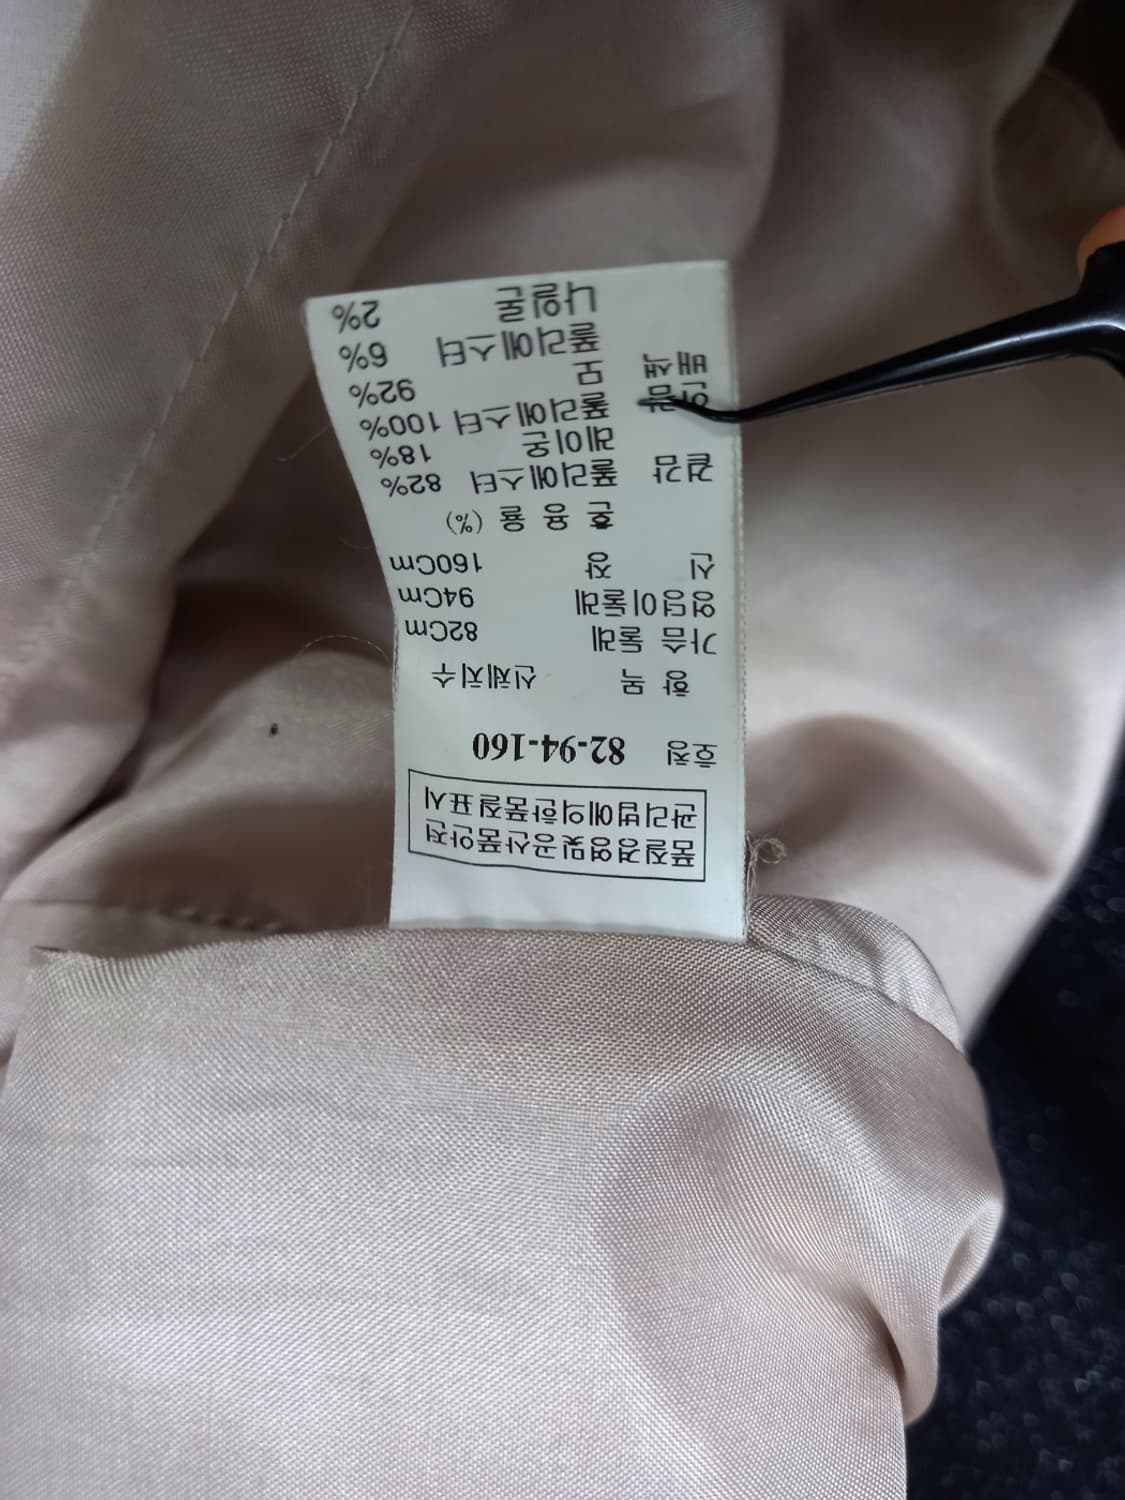 품질경영및공산품안전
관리법에의한품질표시
호칭 82-94-160
항 목 신체치수
가슴 둘레 82Cm
엉덩이둘레 94Cm
신 장 160Cm
혼 용 율 (%)
겉감 폴리에스터 82%
레이온 18%
안감 폴리에스터 100%
모 92%
배색 폴리에스터 6%
나일론 2%